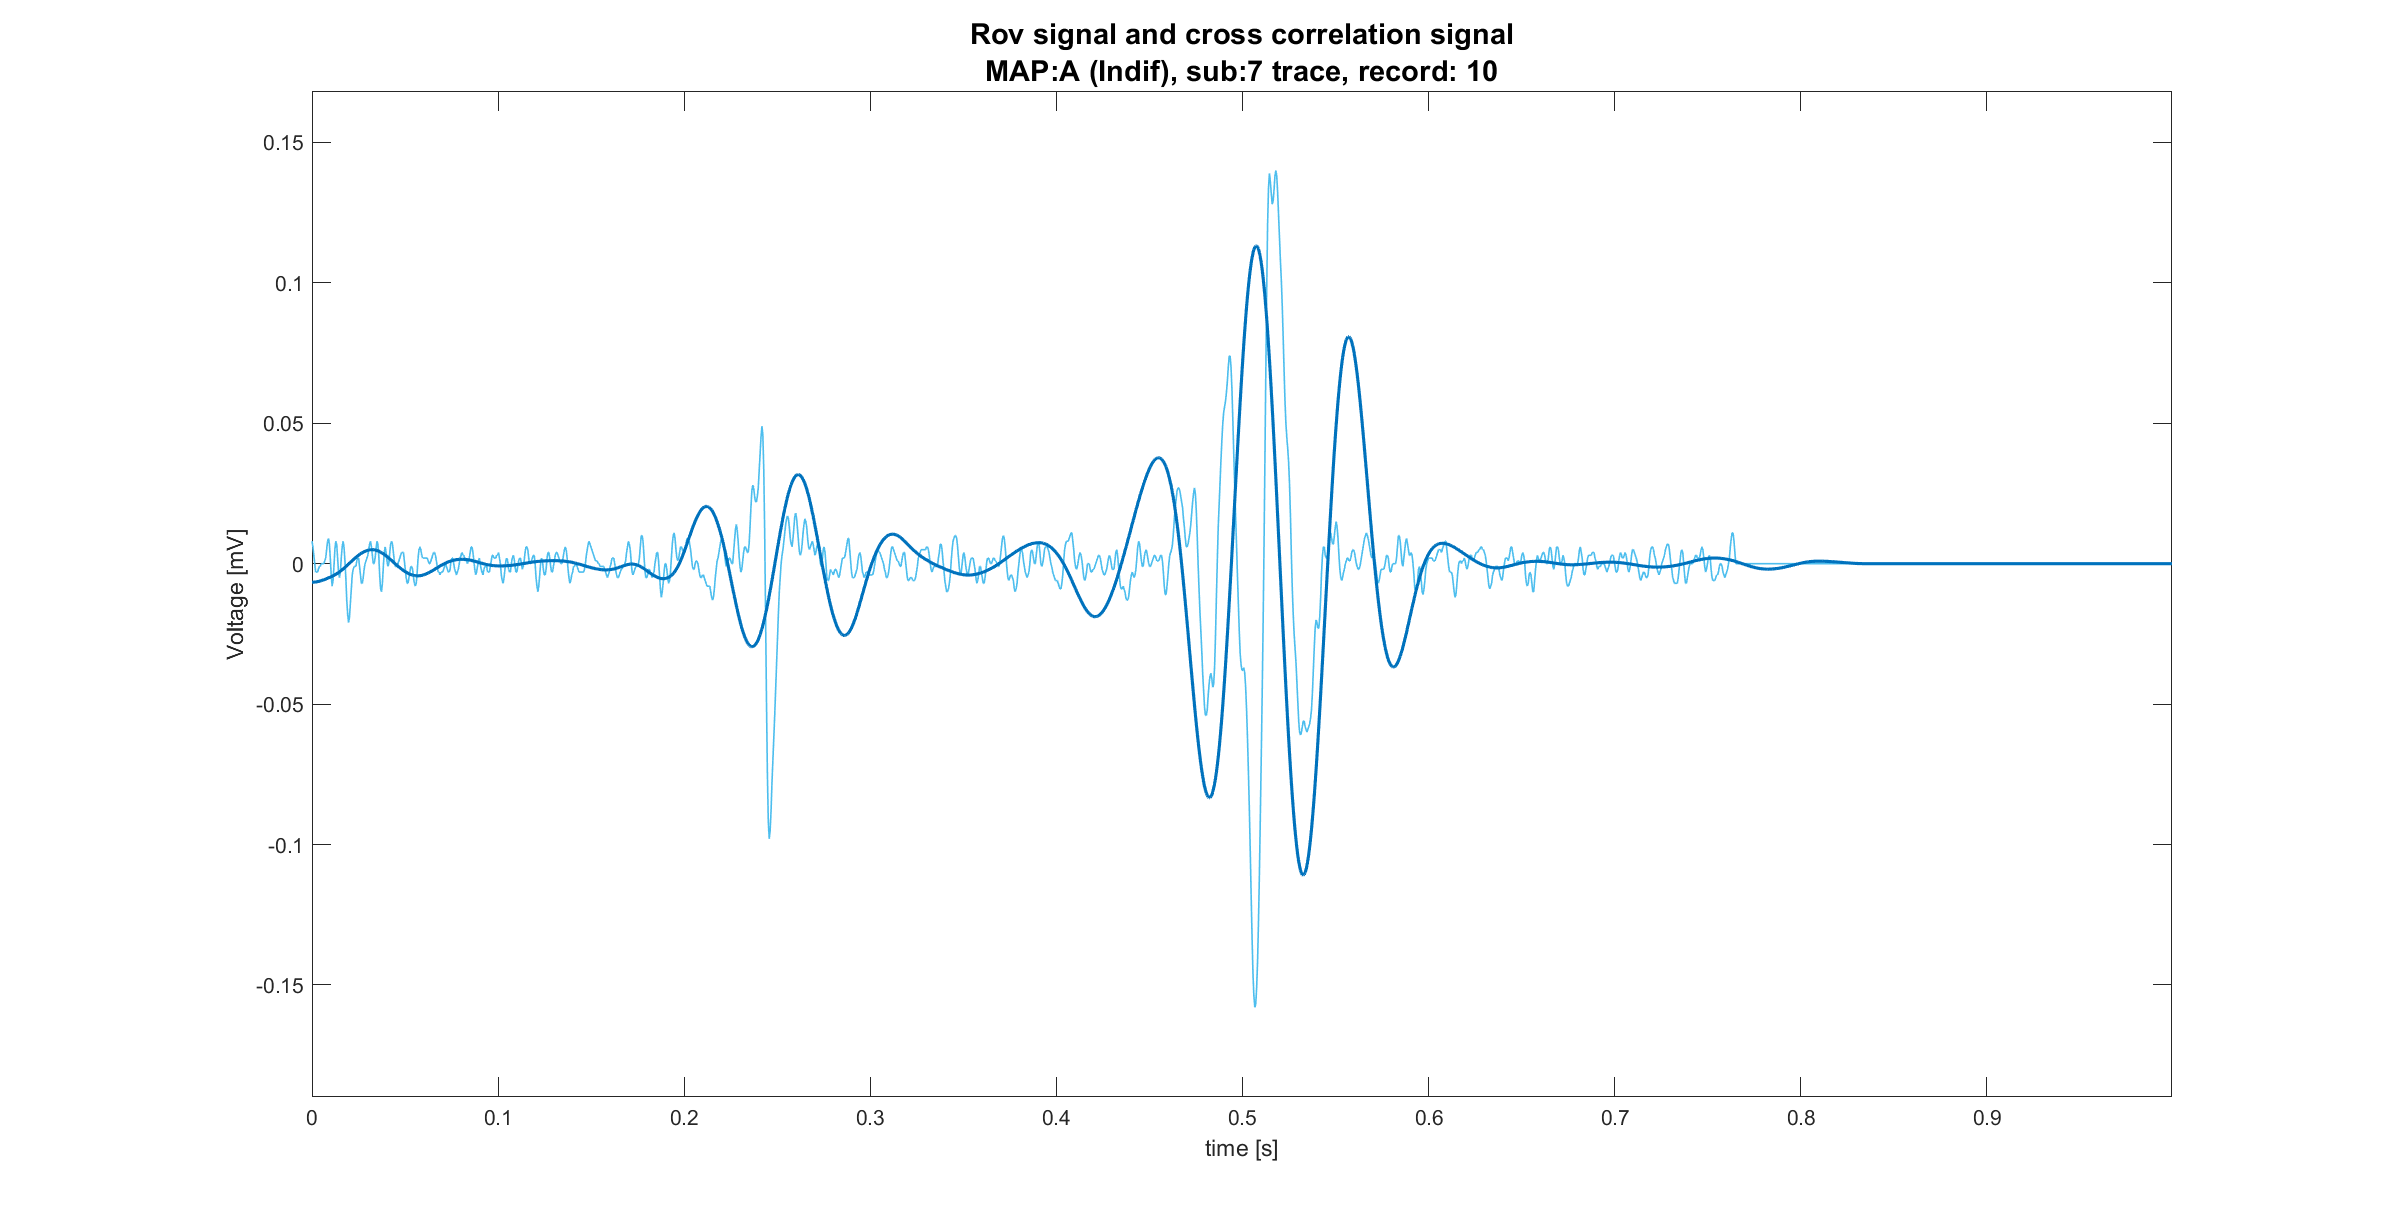 Rov signal and cross correlation signal
MAP:A (Indif), sub:7 trace, record: 10
0.15
0.1
0.05
0
-0.05
-0.1
-0.15
Voltage [mV]
0 0.1 0.2 0.3 0.4 0.5 0.6 0.7 0.8 0.9
time [s]